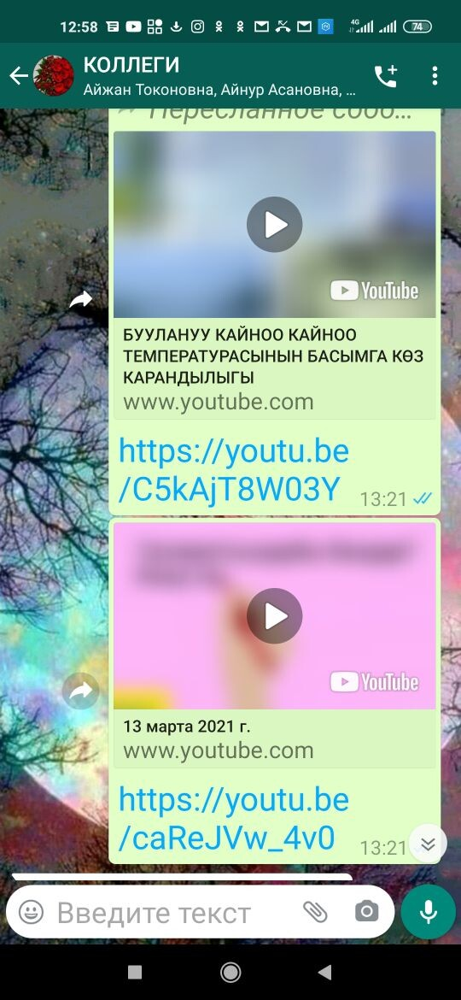 12:58
4G
74
КОЛЛЕГИ
Айжан Токоновна, Айнур Асановна, ...
Пересланное сооб...
YouTube
БУУЛАНУУ КАЙНОО КАЙНОО
ТЕМПЕРАТУРАСЫНЫН БАСЫМГА КӨЗ
КАРАНДЫЛЫГЫ
www.youtube.com
https://youtu.be
/C5kAjT8W03Y
13:21
YouTube
13 марта 2021 г.
www.youtube.com
https://youtu.be
/caReJVw_4v0
13:21
Введите текст